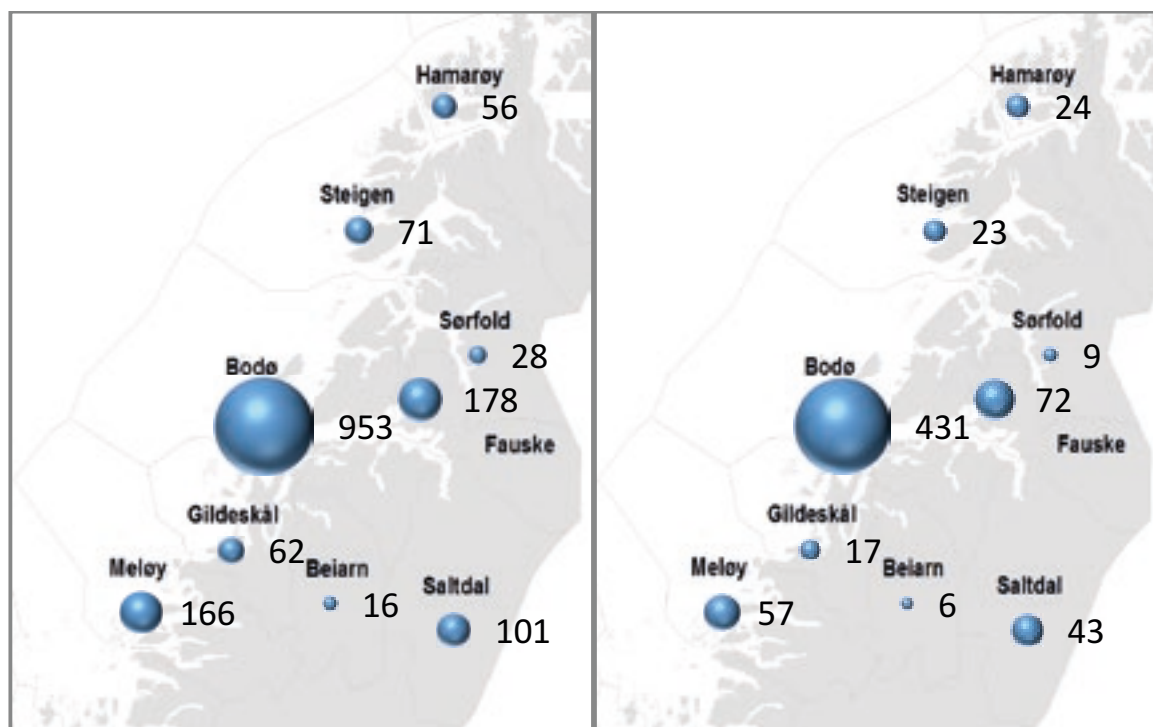 Hamarøy
56
Steigen
71
Sørfold
28
Bodø
178
953
Fauske
Gildeskål
62
Meløy
Beiarn
16
Saltdal
166
101
Hamarøy
24
Steigen
23
Sørfold
9
Bodø
72
431
Fauske
Gildeskål
17
Meløy
Beiarn
6
Saltdal
57
43